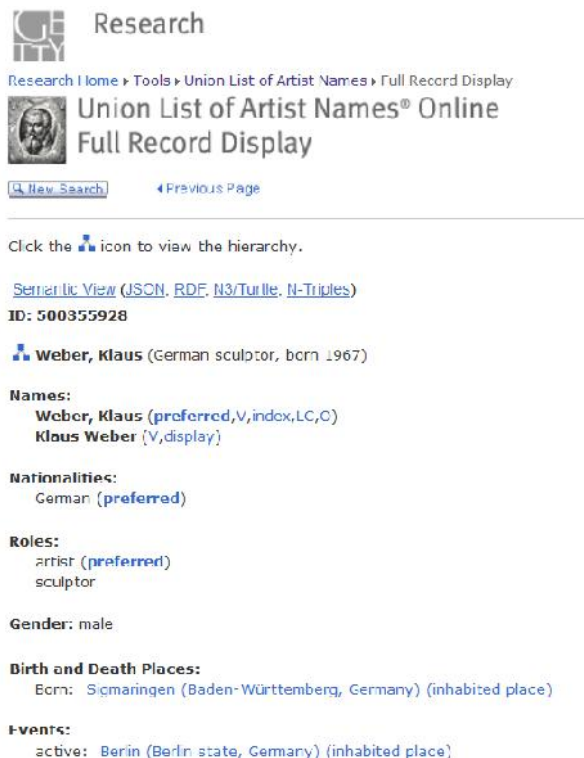 GETTY
Research
Research Home ▸ Tools ▸ Union List of Artist Names ▸ Full Record Display
Union List of Artist Names® Online
Full Record Display
New Search ◂ Previous Page
Click the icon to view the hierarchy.
Semantic View (JSON, RDF, N3/Turtle, N-Triples)
ID: 500355928
Weber, Klaus (German sculptor, born 1967)
Names:
Weber, Klaus (preferred,V,index,LC,O)
Klaus Weber (V,display)
Nationalities:
German (preferred)
Roles:
artist (preferred)
sculptor
Gender: male
Birth and Death Places:
Born: Sigmaringen (Baden-Württemberg, Germany) (inhabited place)
Events:
active: Berlin (Berlin state, Germany) (inhabited place)